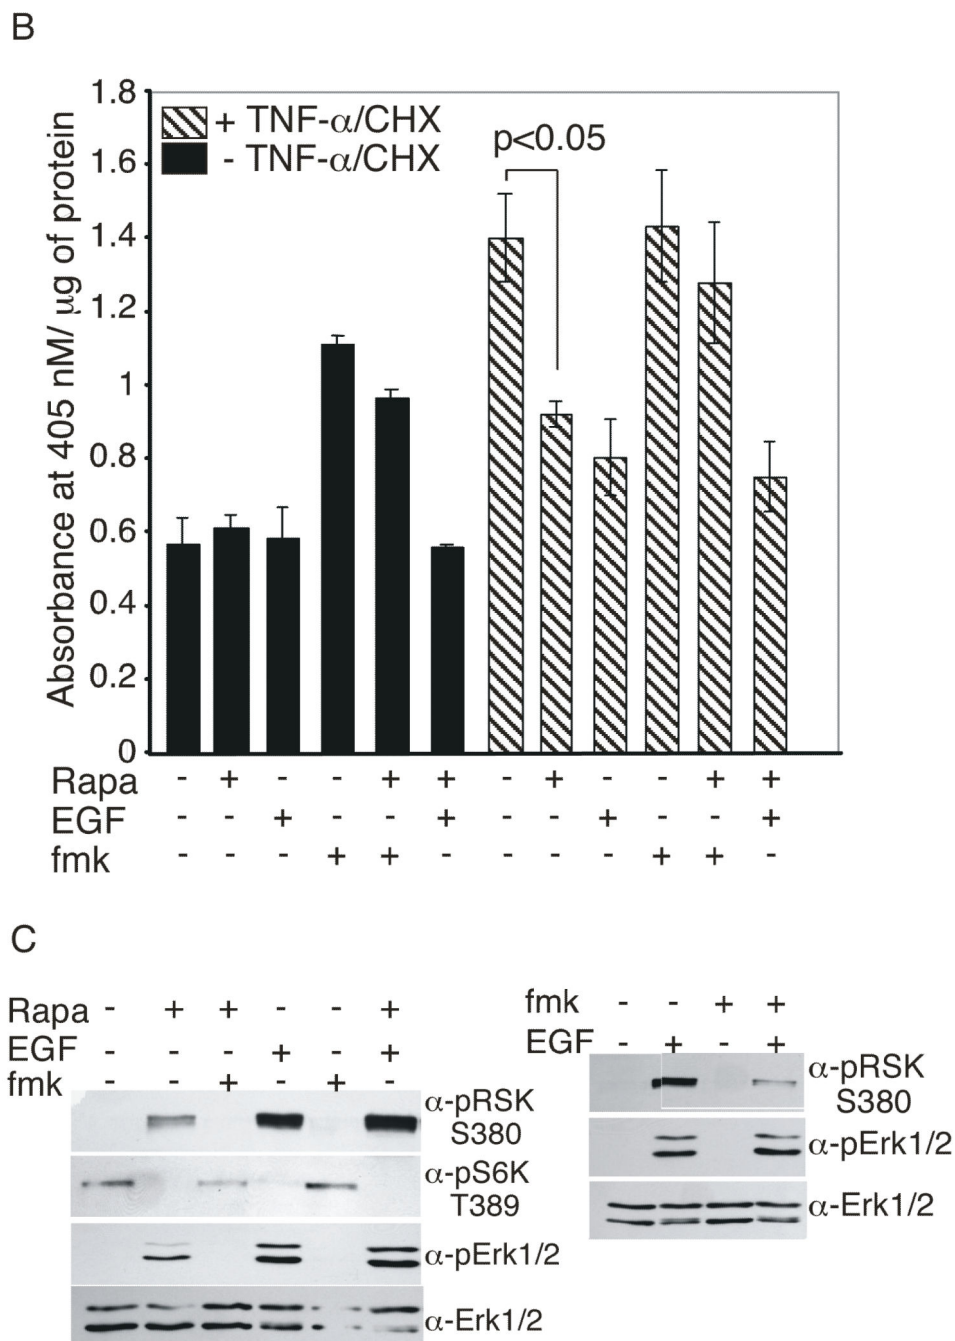 B
Absorbance at 405 nM/ μg of protein
1.8
1.6
1.4
1.2
1
0.8
0.6
0.4
0.2
0
+ TNF-α/CHX
- TNF-α/CHX
p<0.05
Rapa - + - - + + - + - - + +
EGF - - + - - + - - + - - +
fmk - - - + + - - - - + + -
C
Rapa - + + - - +
EGF - - - + - +
fmk - - + - + -
α-pRSK
S380
α-pS6K
T389
α-pErk1/2
α-Erk1/2
fmk - - + +
EGF - + - +
α-pRSK
S380
α-pErk1/2
α-Erk1/2